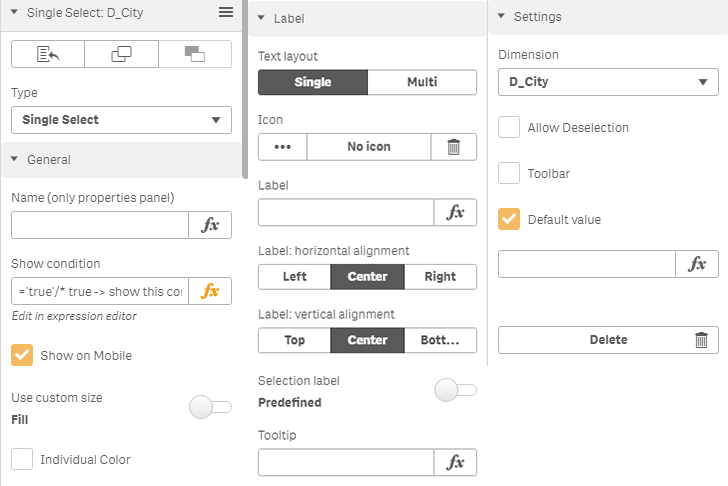 Single Select: D_City
Type
Single Select
General
Name (only properties panel)
fx
Show condition
='true'/* true -> show this co
fx
Edit in expression editor
Show on Mobile
Use custom size
Fill
Individual Color
Label
Text layout
Single
Multi
Icon
•••
No icon
Label
fx
Label: horizontal alignment
Left
Center
Right
Label: vertical alignment
Top
Center
Bott...
Selection label
Predefined
Tooltip
fx
Settings
Dimension
D_City
Allow Deselection
Toolbar
Default value
fx
Delete